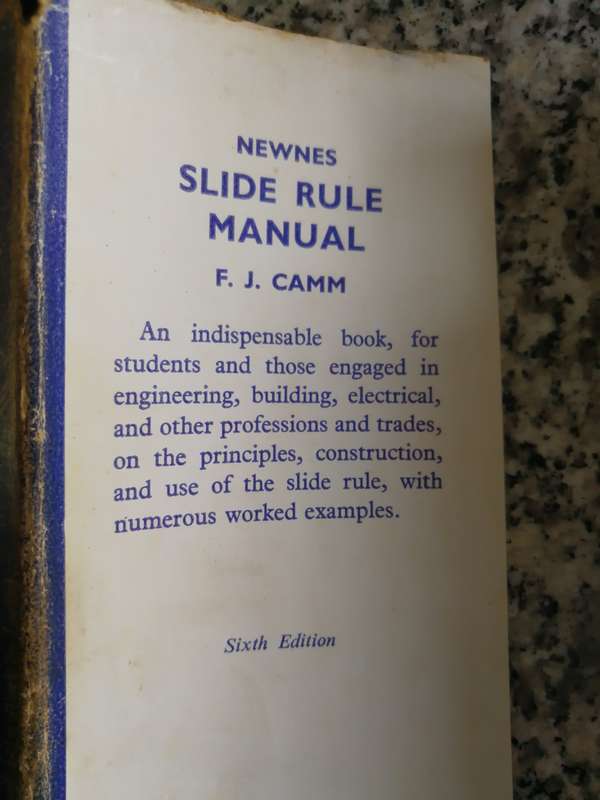 NEWNES
SLIDE RULE
MANUAL
F. J. CAMM
An indispensable book, for
students and those engaged in
engineering, building, electrical,
and other professions and trades,
on the principles, construction,
and use of the slide rule, with
numerous worked examples.
Sixth Edition